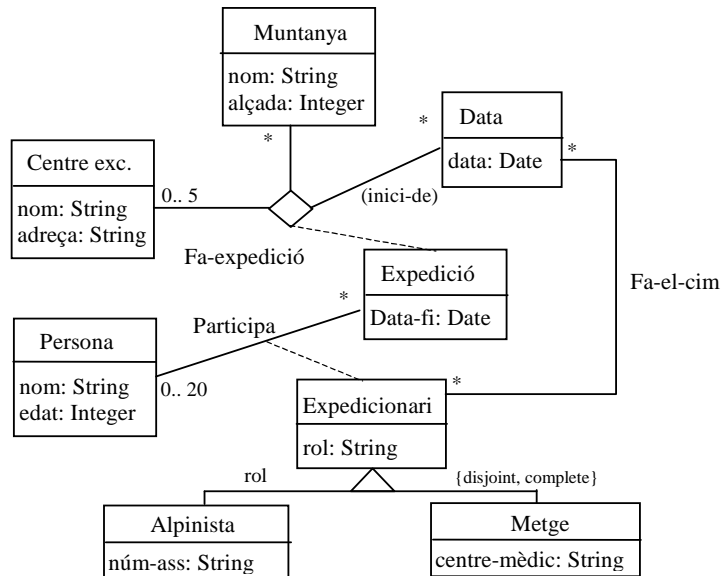 Muntanya
nom: String
alçada: Integer
*
*
Data
data: Date
*
Centre exc.
nom: String
adreça: String
0.. 5
(inici-de)
Fa-expedició
Expedició
Data-fi: Date
Fa-el-cim
*
Participa
Persona
nom: String
edat: Integer
0.. 20
Expedicionari
rol: String
*
rol
{disjoint, complete}
Alpinista
núm-ass: String
Metge
centre-mèdic: String